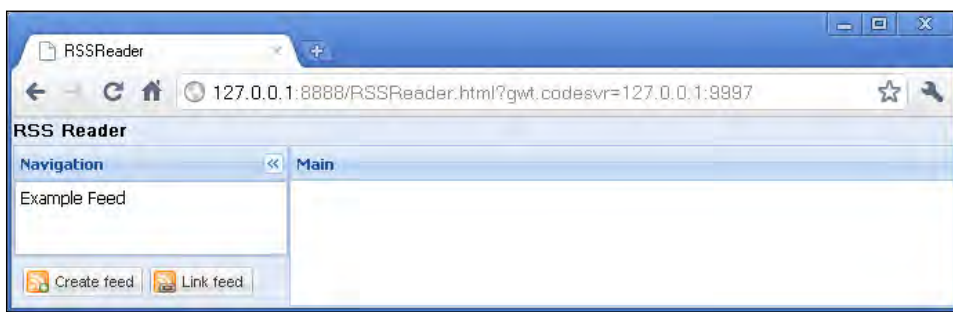 RSSReader
127.0.0.1:8888/RSSReader.html?gwt.codesvr=127.0.0.1:9997
RSS Reader
Navigation
Main
Example Feed
Create feed
Link feed